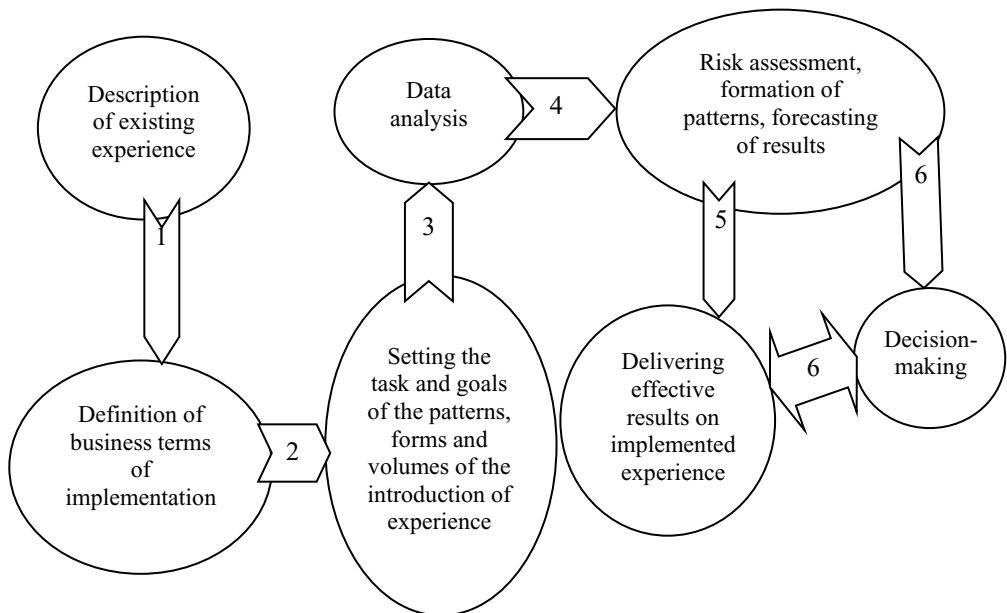 Description
of existing
experience
1
Definition of
business terms
of
implementation
2
Setting the
task and goals
of the patterns,
forms and
volumes of the
introduction of
experience
3
Data
analysis
4
Risk assessment,
formation of
patterns, forecasting
of results
5
6
Delivering
effective
results on
implemented
experience
6
Decision-
making